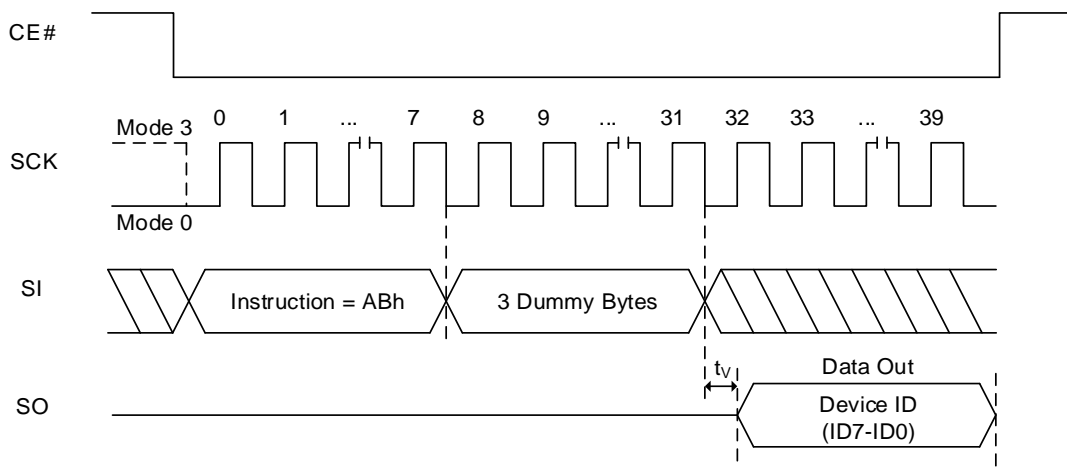 CE#
0 1 ... 7 8 9 ... 31 32 33 ... 39
Mode 3
SCK
Mode 0
SI
Instruction = ABh
3 Dummy Bytes
tV
Data Out
SO
Device ID
(ID7-ID0)